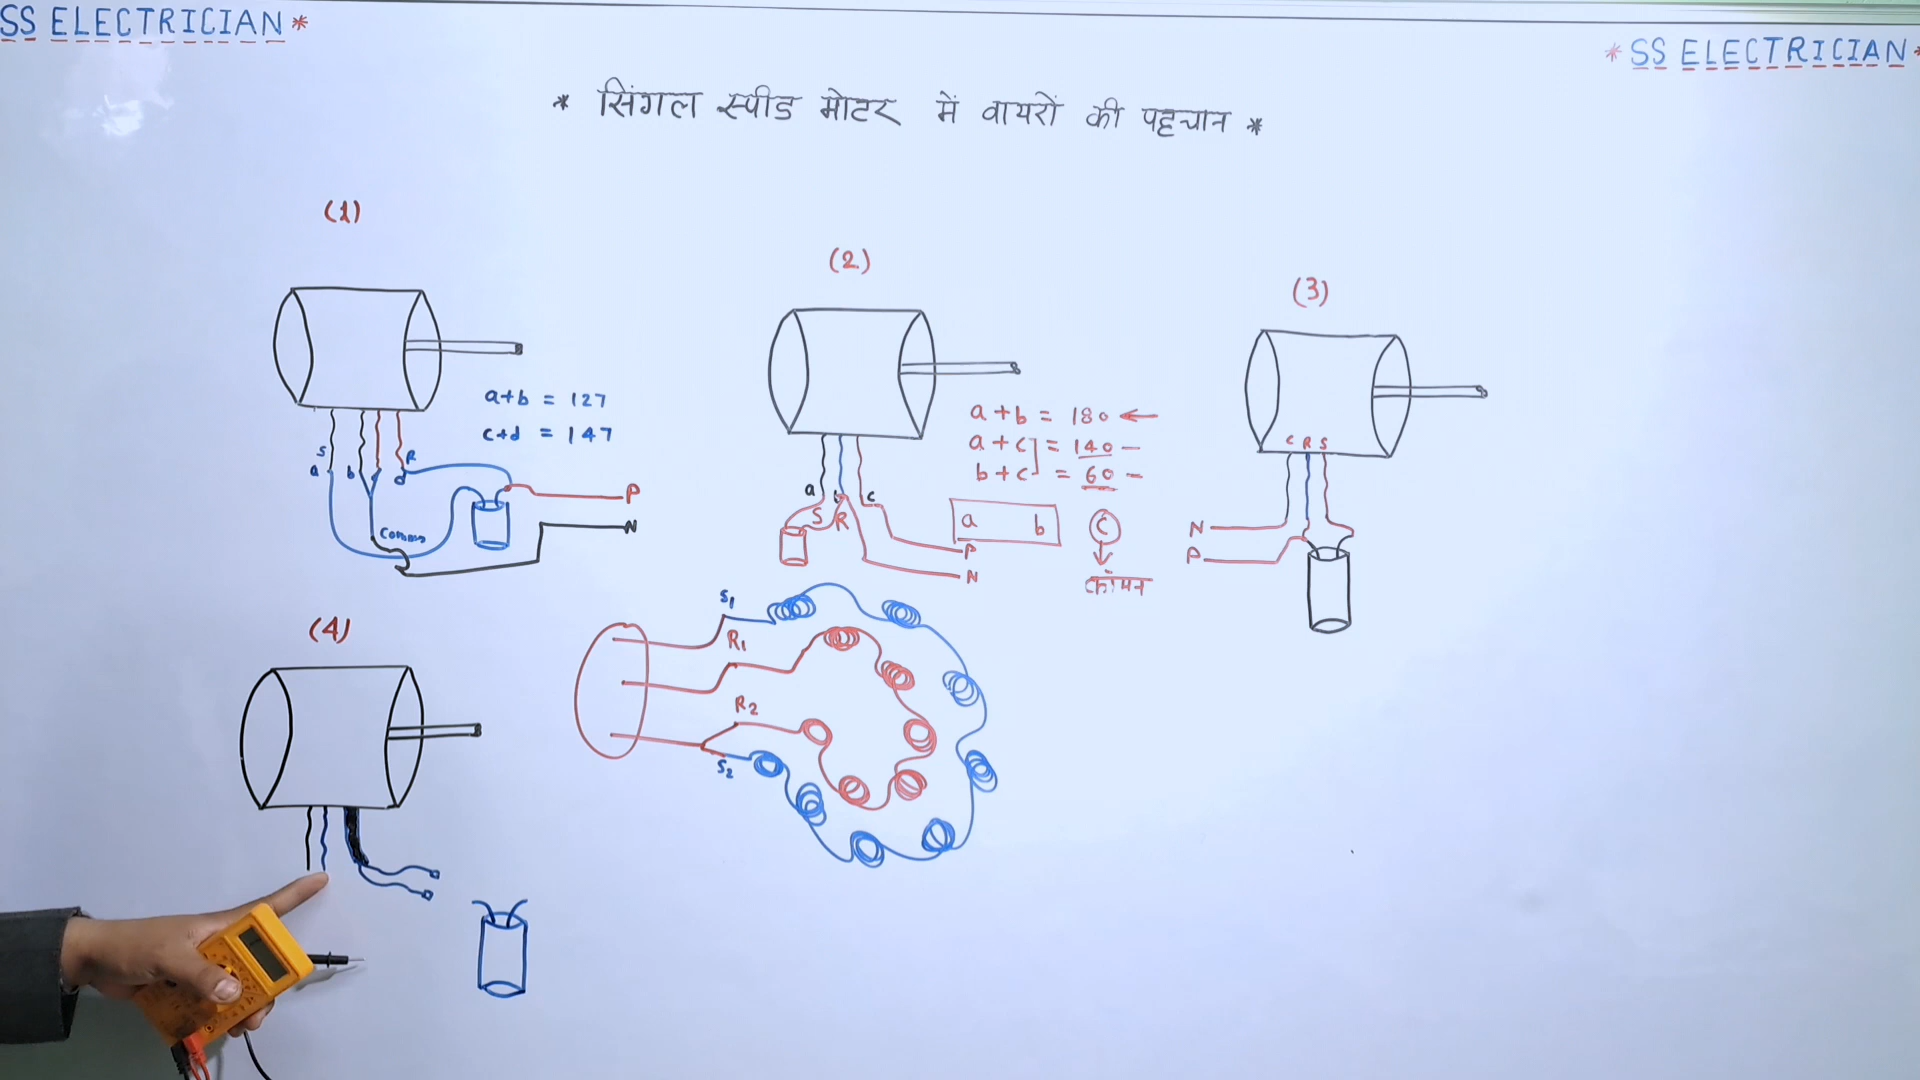 SS ELECTRICIAN*
* SS ELECTRICIAN*
* सिंगल स्पीड मोटर में वायरों की पहचान *
(1)
a+b = 127
c+d = 147
S
R
a
b
d
P
N
(2)
a+b = 180 ←
a+c] = 140 -
b+c] = 60 -
a
c
S
R
a b
C
कॉमन
P
N
(3)
C R S
N
P
(4)
S1
R1
R2
S2